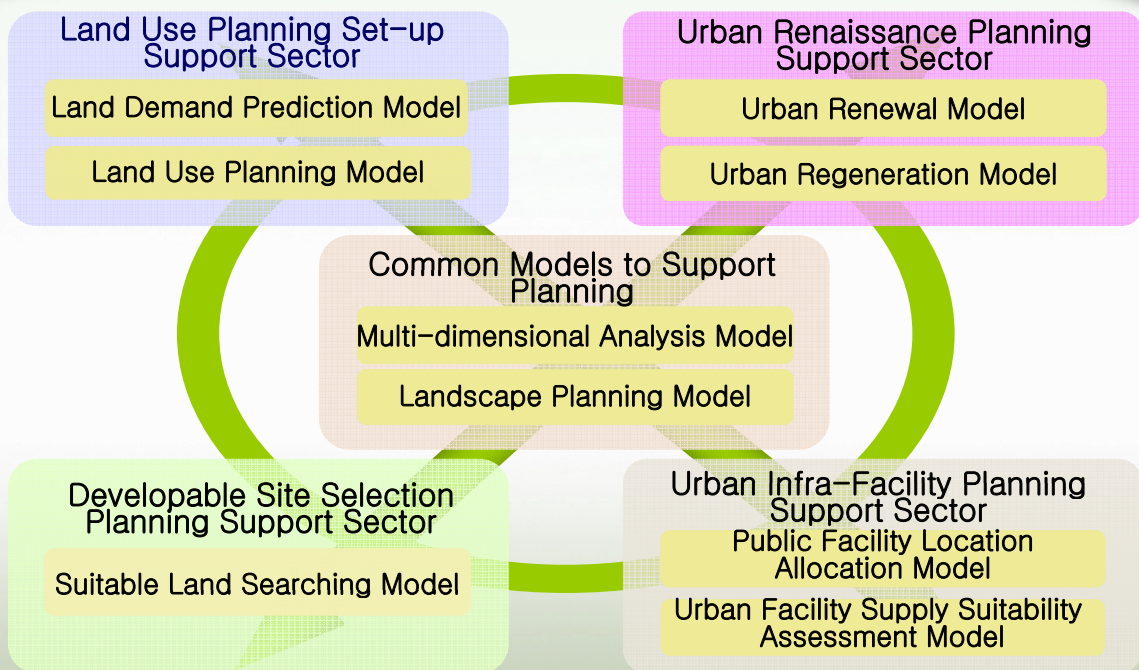 Land Use Planning Set-up
Support Sector
Land Demand Prediction Model
Land Use Planning Model
Urban Renaissance Planning
Support Sector
Urban Renewal Model
Urban Regeneration Model
Common Models to Support
Planning
Multi-dimensional Analysis Model
Landscape Planning Model
Developable Site Selection
Planning Support Sector
Suitable Land Searching Model
Urban Infra-Facility Planning
Support Sector
Public Facility Location
Allocation Model
Urban Facility Supply Suitability
Assessment Model